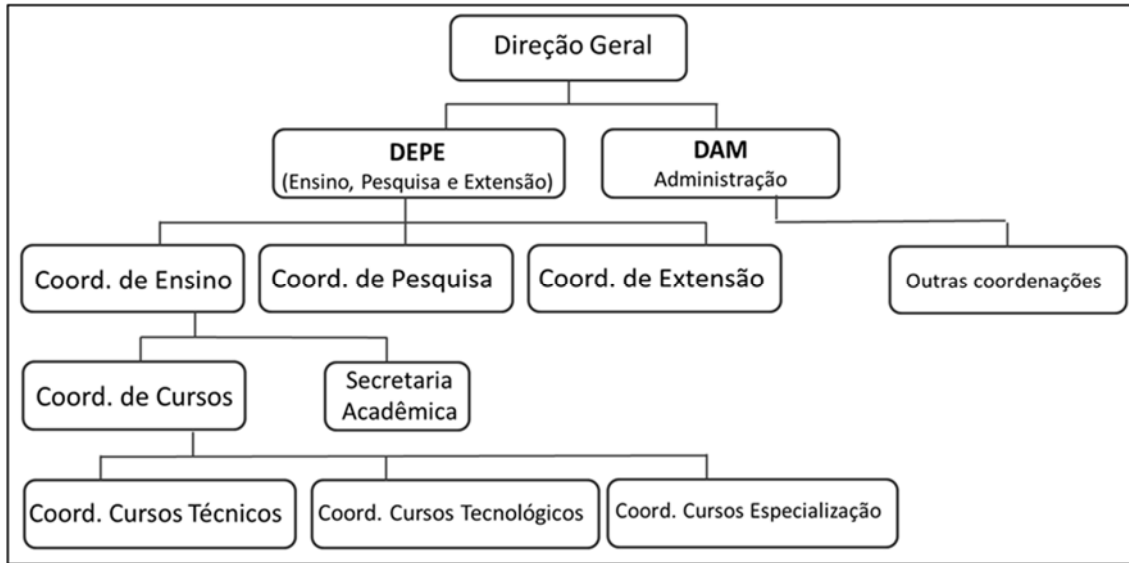 Direção Geral
DEPE
(Ensino, Pesquisa e Extensão)
DAM
Administração
Coord. de Ensino
Coord. de Pesquisa
Coord. de Extensão
Outras coordenações
Coord. de Cursos
Secretaria
Acadêmica
Coord. Cursos Técnicos
Coord. Cursos Tecnológicos
Coord. Cursos Especialização